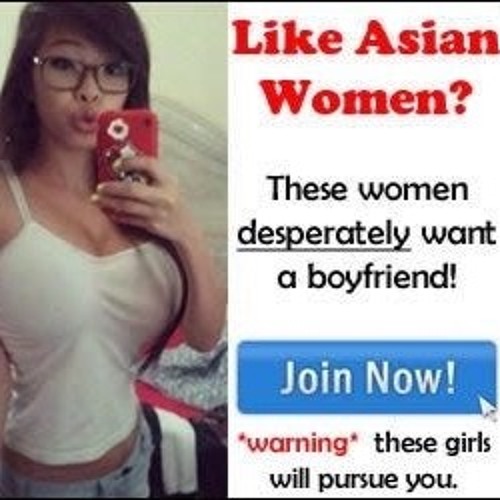 Like Asian
Women?
These women
desperately want
a boyfriend!
Join Now!
*warning* these girls
will pursue you.